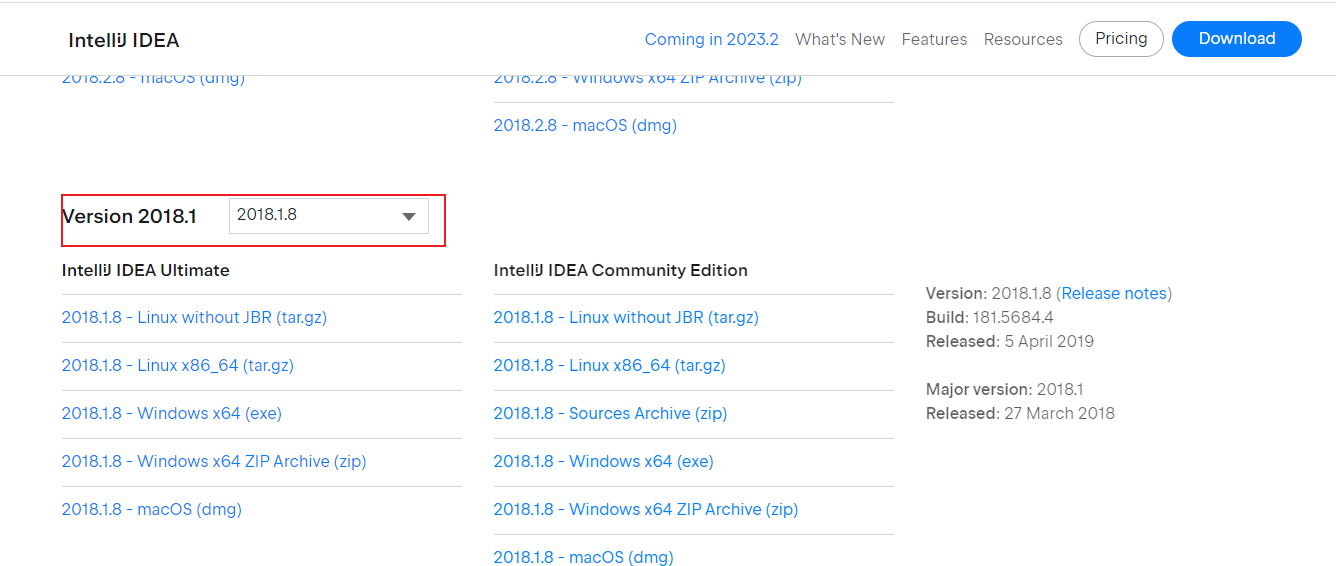 IntelliJ IDEA
Coming in 2023.2 What's New Features Resources Pricing Download
2018.2.8 - macOS (dmg)
2018.2.8 - Windows x64 ZIP Archive (zip)
2018.2.8 - macOS (dmg)
Version 2018.1 2018.1.8
IntelliJ IDEA Ultimate
2018.1.8 - Linux without JBR (tar.gz)
2018.1.8 - Linux x86_64 (tar.gz)
2018.1.8 - Windows x64 (exe)
2018.1.8 - Windows x64 ZIP Archive (zip)
2018.1.8 - macOS (dmg)
IntelliJ IDEA Community Edition
2018.1.8 - Linux without JBR (tar.gz)
2018.1.8 - Linux x86_64 (tar.gz)
2018.1.8 - Sources Archive (zip)
2018.1.8 - Windows x64 (exe)
2018.1.8 - Windows x64 ZIP Archive (zip)
2018.1.8 - macOS (dmg)
Version: 2018.1.8 (Release notes)
Build: 181.5684.4
Released: 5 April 2019
Major version: 2018.1
Released: 27 March 2018